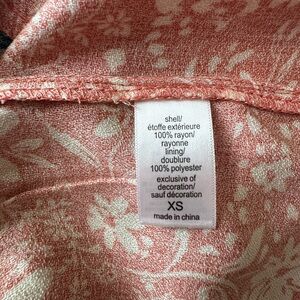 shell/
étoffe extérieure
100% rayon/
rayonne
lining/
doublure
100% polyester
exclusive of
decoration/
sauf décoration
XS
made in china